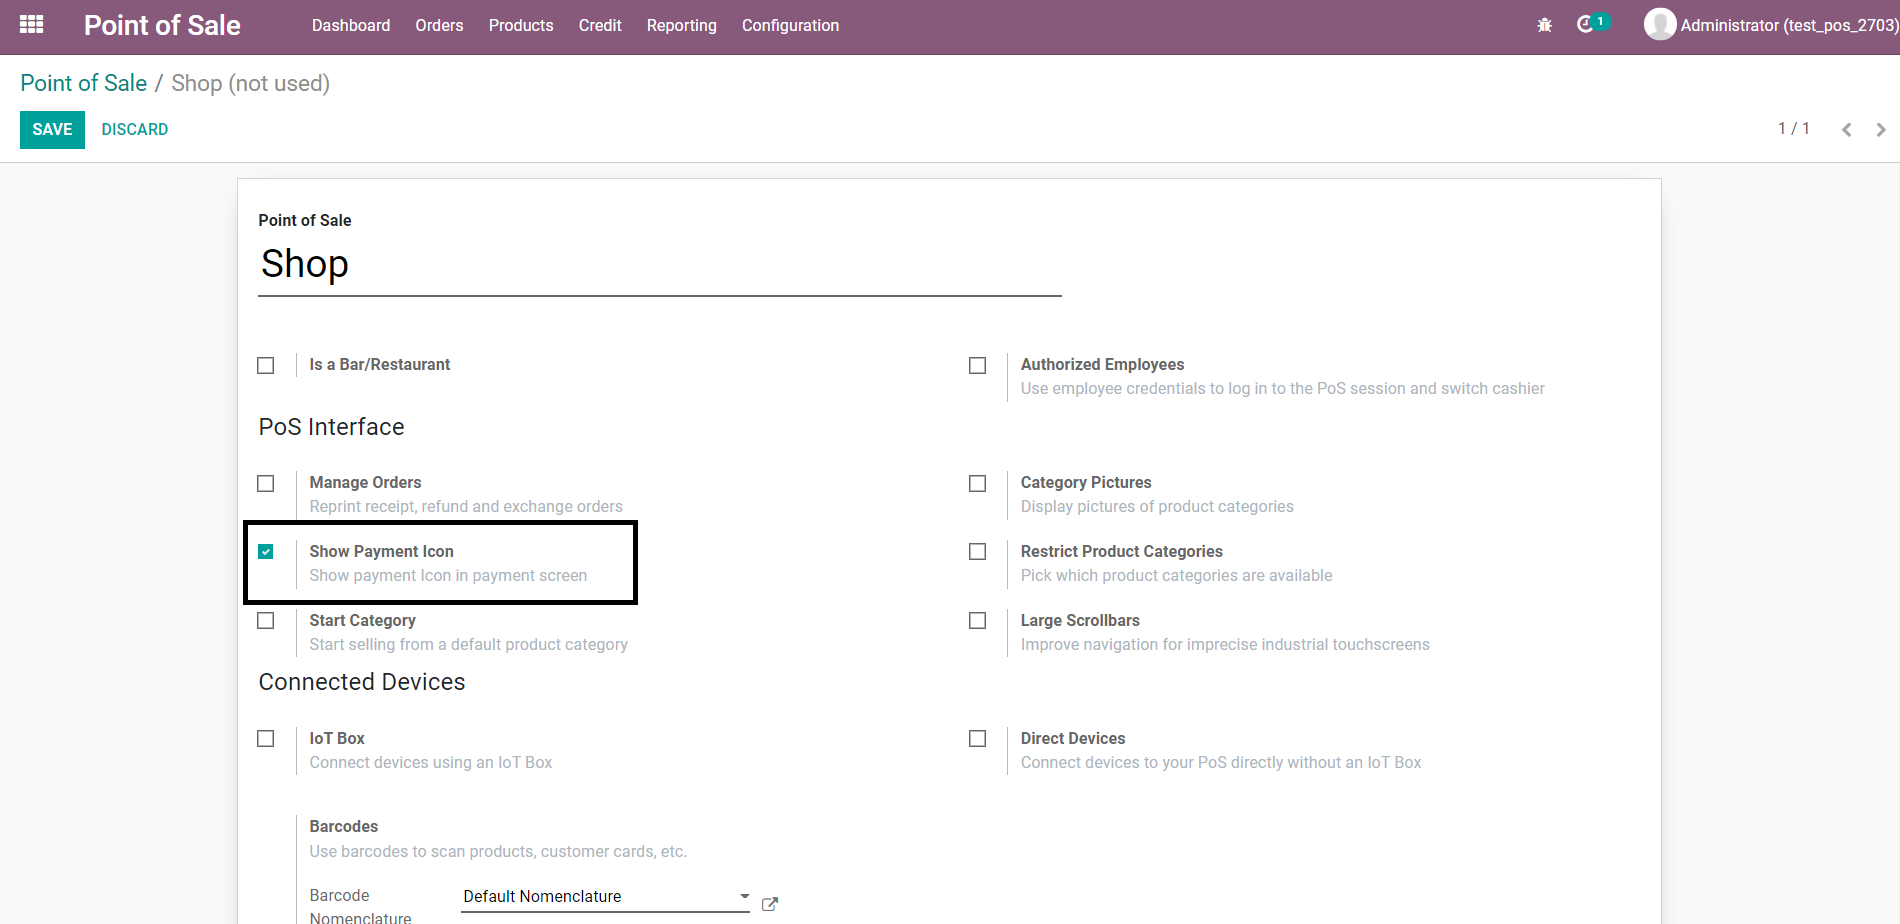 Point of Sale Dashboard Orders Products Credit Reporting Configuration 1 Administrator (test_pos_2703)
Point of Sale / Shop (not used)
SAVE DISCARD 1 / 1
Point of Sale
Shop
Is a Bar/Restaurant
Authorized Employees
Use employee credentials to log in to the PoS session and switch cashier
PoS Interface
Manage Orders
Reprint receipt, refund and exchange orders
Category Pictures
Display pictures of product categories
Show Payment Icon
Show payment Icon in payment screen
Restrict Product Categories
Pick which product categories are available
Start Category
Start selling from a default product category
Large Scrollbars
Improve navigation for imprecise industrial touchscreens
Connected Devices
IoT Box
Connect devices using an IoT Box
Direct Devices
Connect devices to your PoS directly without an IoT Box
Barcodes
Use barcodes to scan products, customer cards, etc.
Barcode Default Nomenclature
Nomenclature